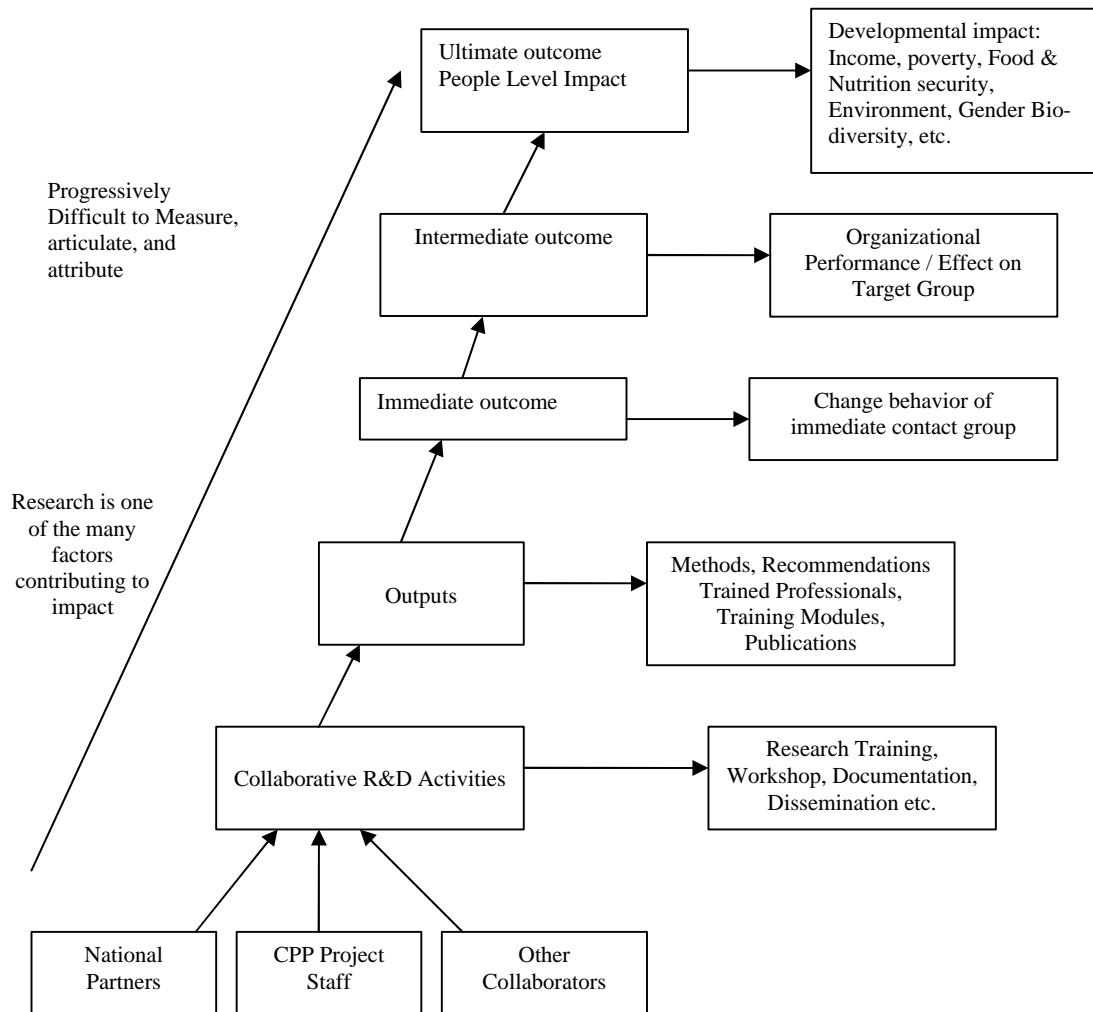 Ultimate outcome
People Level Impact
Developmental impact:
Income, poverty, Food &
Nutrition security,
Environment, Gender Bio-
diversity, etc.
Progressively
Difficult to Measure,
articulate, and
attribute
Intermediate outcome
Organizational
Performance / Effect on
Target Group
Immediate outcome
Change behavior of
immediate contact group
Research is one
of the many
factors
contributing to
impact
Outputs
Methods, Recommendations
Trained Professionals,
Training Modules,
Publications
Collaborative R&D Activities
Research Training,
Workshop, Documentation,
Dissemination etc.
National
Partners
CPP Project
Staff
Other
Collaborators